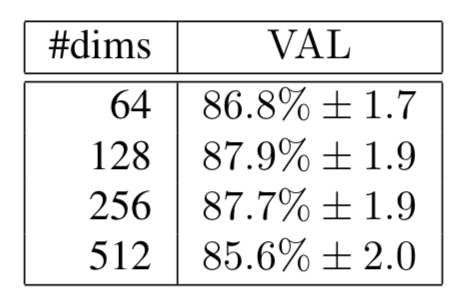 #dims VAL
64 86.8% ± 1.7
128 87.9% ± 1.9
256 87.7% ± 1.9
512 85.6% ± 2.0